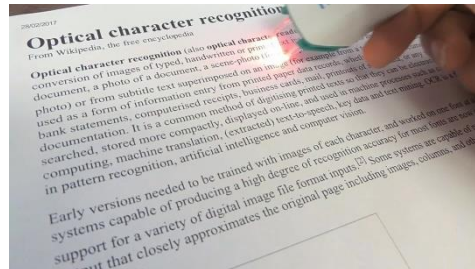 28/02/2017
Optical character recognition
From Wikipedia, the free encyclopedia
Optical character recognition (also optical character
conversion of images of typed, handwritten or
document, a photo of a document, a scene-photo
photo) or from subtitle text superimposed on an (for example from a
used as a form of information entry from printed paper data records,
bank statements, computerised receipts, business cards, mail, printouts of
documentation. It is a common method of digitising printed texts so that they can be
searched, stored more compactly, displayed on-line, and used in machine processes such as
computing, machine translation, (extracted) text-to-speech, key data and text mining. OCR is a
in pattern recognition, artificial intelligence and computer vision.
Early versions needed to be trained with images of each character, and worked on one font
systems capable of producing a high degree of recognition accuracy for most fonts are now
support for a variety of digital image file format inputs.[2] Some systems are capable of
that closely approximates the original page including images, columns, and